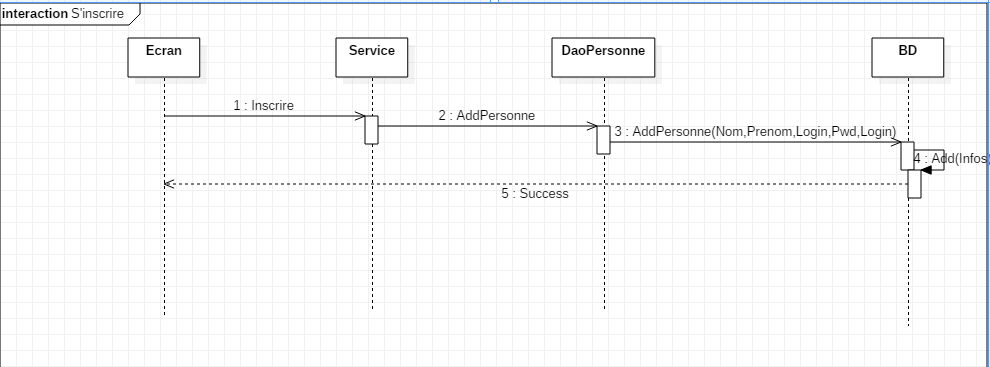 interaction S'inscrire
Ecran
Service
DaoPersonne
BD
1 : Inscrire
2 : AddPersonne
3 : AddPersonne(Nom,Prenom,Login,Pwd,Login)
4 : Add(Infos)
5 : Success